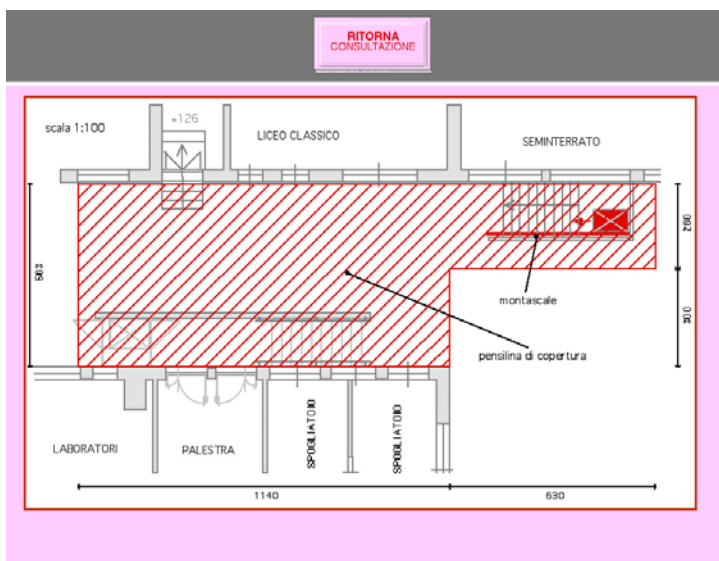 RITORNA
CONSULTAZIONE
scala 1:100
+126
LICEO CLASSICO
SEMINTERRATO
260
montascale
pensilina di copertura
LABORATORI
PALESTRA
SPOGLIATOIO
SPOGLIATOIO
1140
630